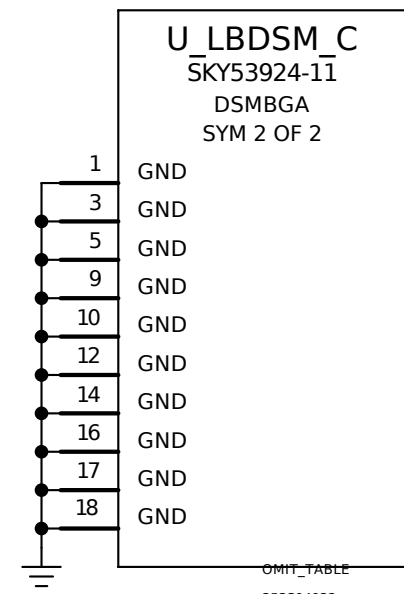 U_LBDSM_C
SKY53924-11
DSMBGA
SYM 2 OF 2
1 GND
3 GND
5 GND
9 GND
10 GND
12 GND
14 GND
16 GND
17 GND
18 GND
OMIT_TABLE